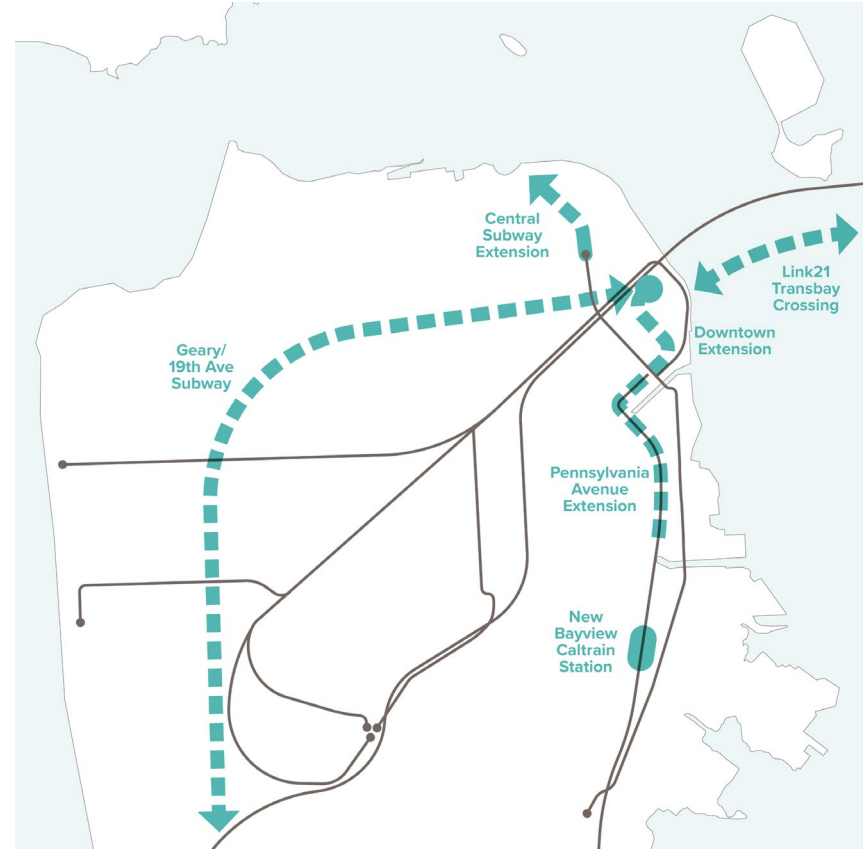 Central
Subway
Extension
Link21
Transbay
Crossing
Geary/
19th Ave
Subway
Downtown
Extension
Pennsylvania
Avenue
Extension
New
Bayview
Caltrain
Station